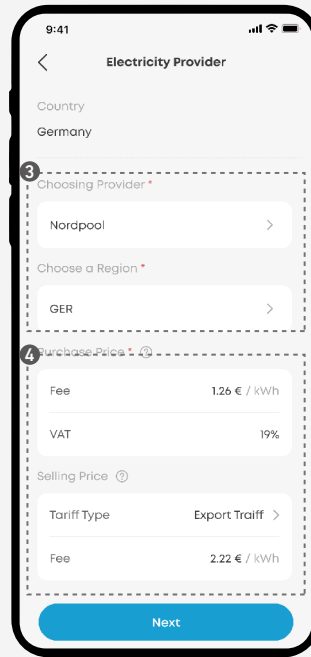 9:41
Electricity Provider
Country
Germany
3
Choosing Provider *
Nordpool
Choose a Region *
GER
4
Purchase Price * ?
Fee 1.26 € / kWh
VAT 19%
Selling Price ?
Tariff Type Export Traiff
Fee 2.22 € / kWh
Next